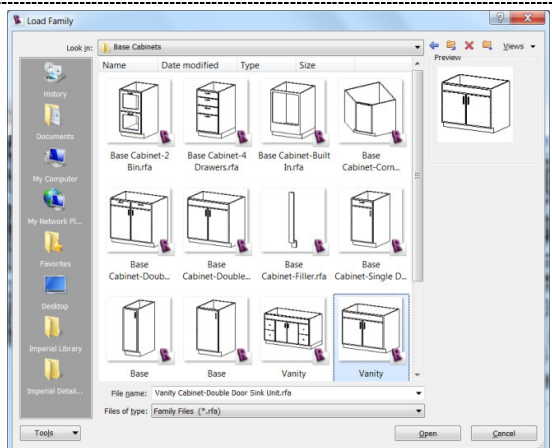 Load Family
Look in: Base Cabinets
Views
Name Date modified Type Size
Preview
History
Documents
My Computer
My Network Pl...
Favorites
Desktop
Imperial Library
Imperial Detail...
Base Cabinet-2 Bin.rfa
Base Cabinet-4 Drawers.rfa
Base Cabinet-Built In.rfa
Base Cabinet-Corn...
Base Cabinet-Doub...
Base Cabinet-Double...
Base Cabinet-Filler.rfa
Base Cabinet-Single D...
Base
Base
Vanity
Vanity
File name: Vanity Cabinet-Double Door Sink Unit.rfa
Files of type: Family Files (*.rfa)
Tools
Open
Cancel